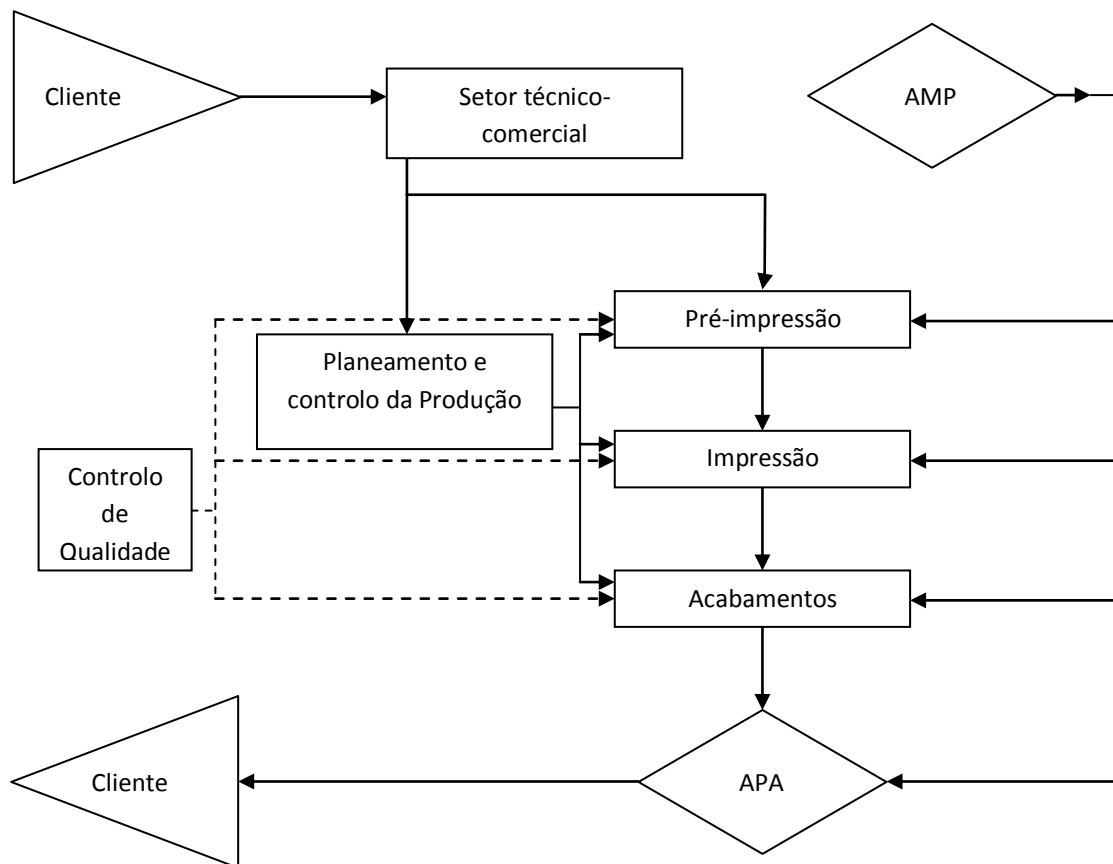 Cliente
Setor técnico-
comercial
AMP
Pré-impressão
Planeamento e
controlo da Produção
Impressão
Controlo
de
Qualidade
Acabamentos
Cliente
APA